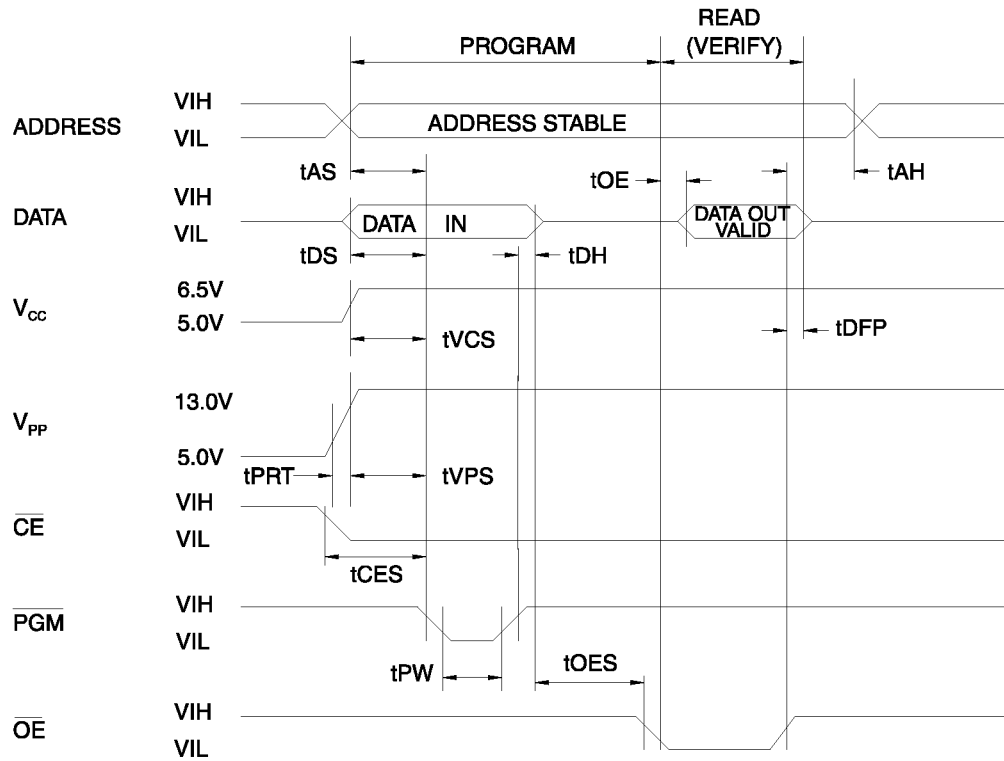 READ
PROGRAM (VERIFY)
ADDRESS VIH
VIL ADDRESS STABLE
tAS tOE tAH
DATA VIH
VIL DATA IN DATA OUT
VALID
tDS tDH
VCC 6.5V
5.0V
tVCS tDFP
VPP 13.0V
5.0V
tPRT tVPS
CE VIH
VIL
tCES
PGM VIH
VIL
tPW tOES
OE VIH
VIL